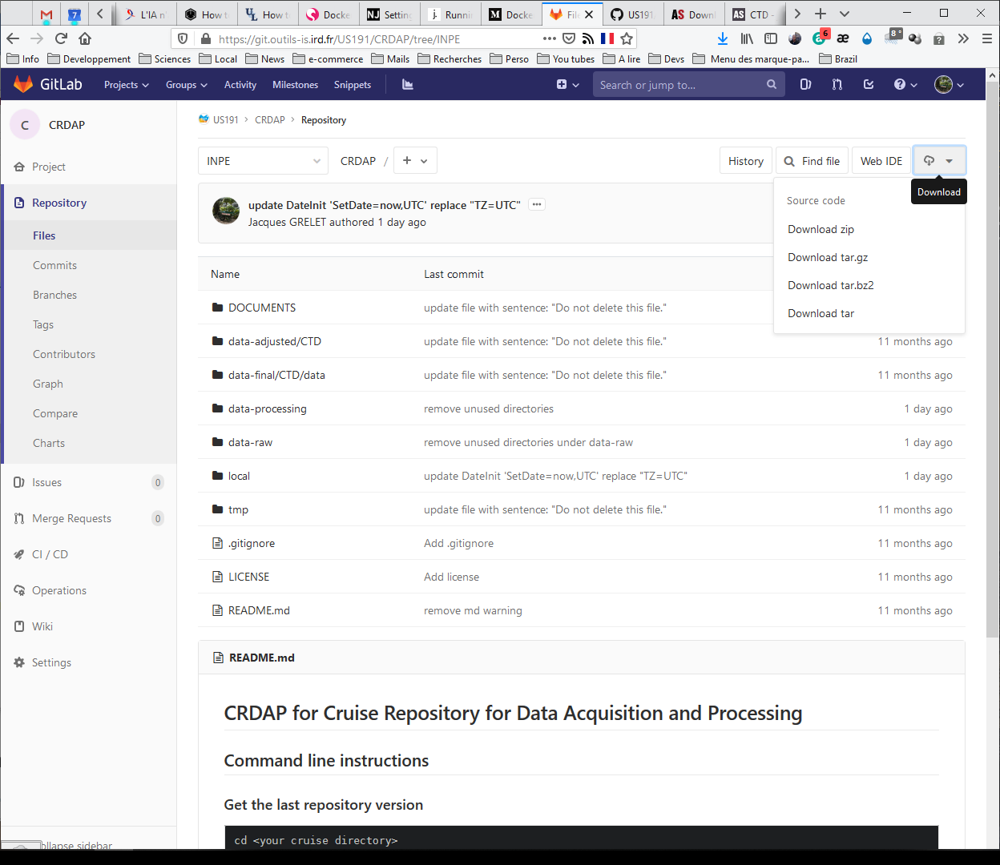 7
L'IA n'
How t
How t
Docke
Setting
Runni
Docke
File
US191
Downl
CTD -
https://git.outils-is.ird.fr/US191/CRDAP/tree/INPE
6
8°
Info Developpement Sciences Local News e-commerce Mails Recherches Perso You tubes A lire Devs Menu des marque-pa... Brazil
GitLab Projects Groups Activity Milestones Snippets Search or jump to...
C CRDAP
US191 > CRDAP > Repository
Project
Repository
Files
Commits
Branches
Tags
Contributors
Graph
Compare
Charts
Issues 0
Merge Requests 0
CI / CD
Operations
Wiki
Settings
INPE CRDAP / + History Find file Web IDE
Download
Source code
Download zip
Download tar.gz
Download tar.bz2
Download tar
update DateInit 'SetDate=now,UTC' replace "TZ=UTC"
Jacques GRELET authored 1 day ago
Name Last commit
DOCUMENTS update file with sentence: "Do not delete this file."
data-adjusted/CTD update file with sentence: "Do not delete this file." 11 months ago
data-final/CTD/data update file with sentence: "Do not delete this file." 11 months ago
data-processing remove unused directories 1 day ago
data-raw remove unused directories under data-raw 1 day ago
local update DateInit 'SetDate=now,UTC' replace "TZ=UTC" 1 day ago
tmp update file with sentence: "Do not delete this file." 11 months ago
.gitignore Add .gitignore 11 months ago
LICENSE Add license 11 months ago
README.md remove md warning 11 months ago
README.md
CRDAP for Cruise Repository for Data Acquisition and Processing
Command line instructions
Get the last repository version
cd <your cruise directory>
ollapse sidebar